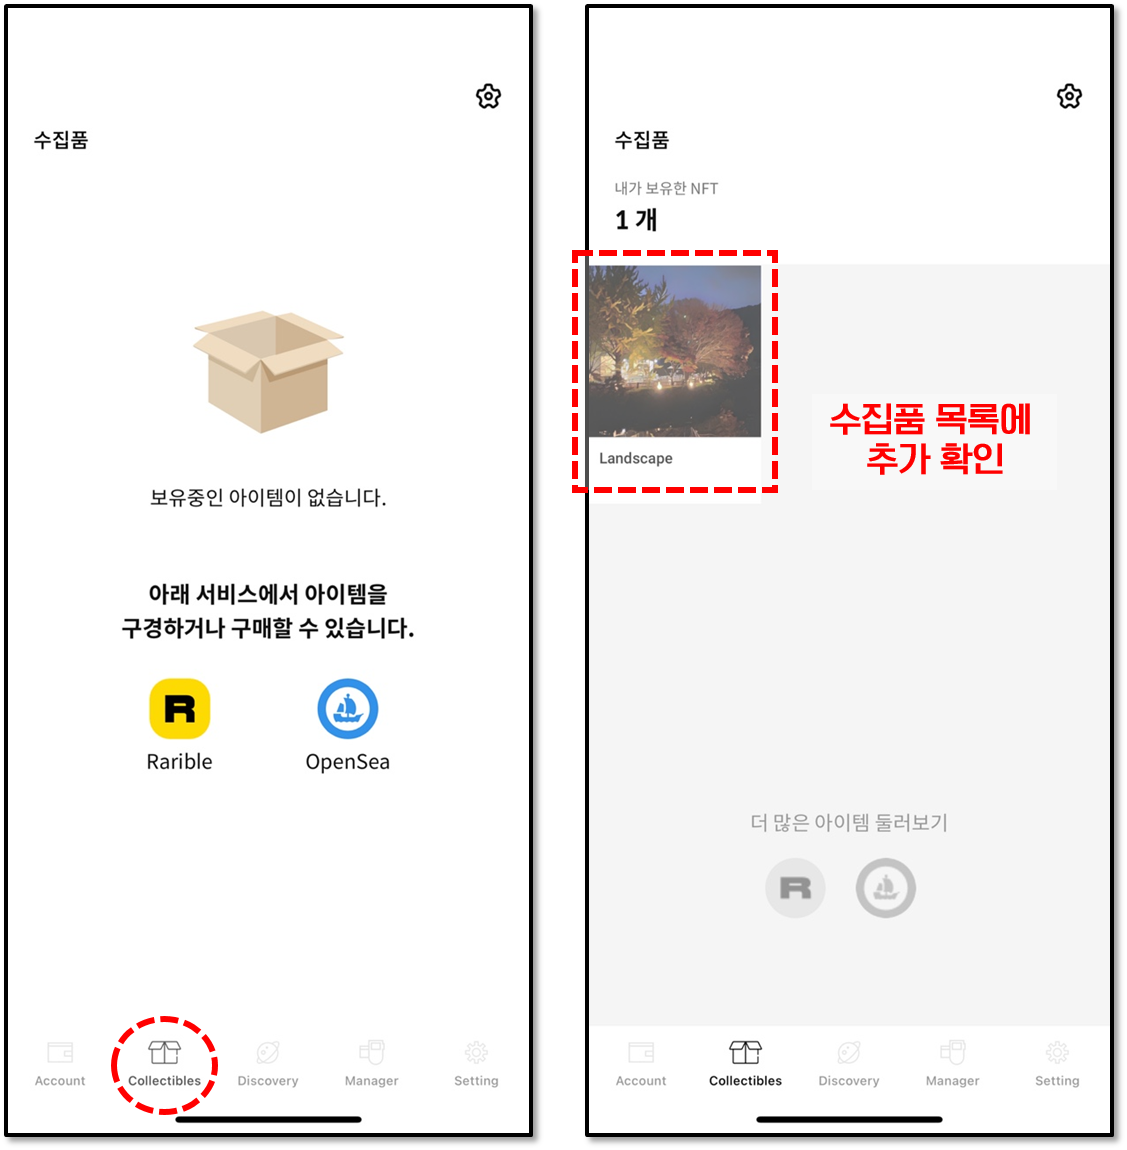 수집품
보유중인 아이템이 없습니다.
아래 서비스에서 아이템을
구경하거나 구매할 수 있습니다.
R
Rarible
OpenSea
Account
Collectibles
Discovery
Manager
Setting
수집품
내가 보유한 NFT
1 개
Landscape
수집품 목록에
추가 확인
더 많은 아이템 둘러보기
R
Account
Collectibles
Discovery
Manager
Setting